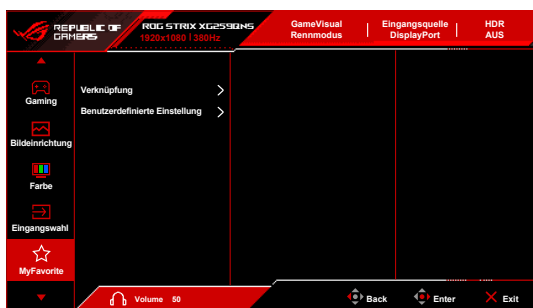 REPUBLIC OF
GAMERS
ROG STRIX XG259QNS
1920x1080 | 380Hz
GameVisual
Rennmodus
Eingangsquelle
DisplayPort
HDR
AUS
Gaming
Bildeinrichtung
Farbe
Eingangswahl
MyFavorite
Verknüpfung
Benutzerdefinierte Einstellung
Volume 50
Back
Enter
Exit